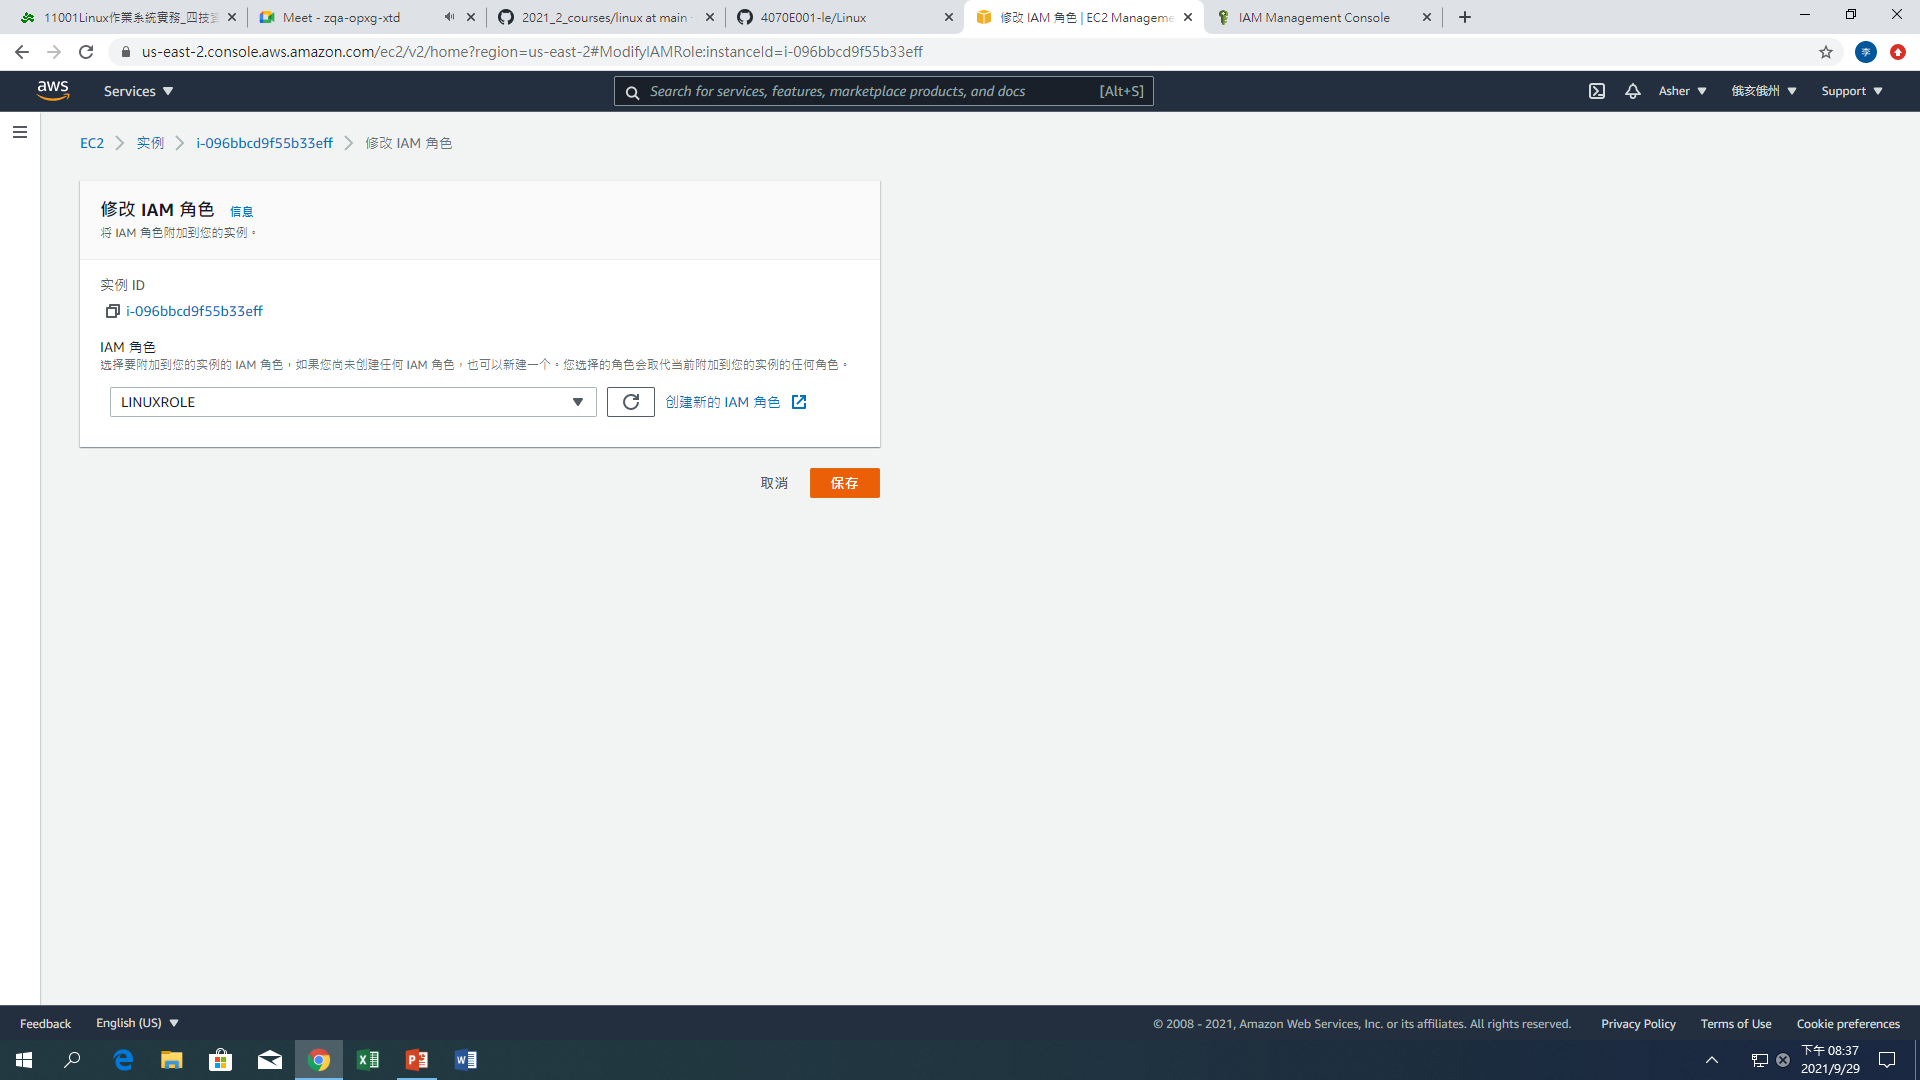 11001Linux作業系統實務_四技資
Meet - zqa-opxg-xtd
2021_2_courses/linux at main
4070E001-le/Linux
修改 IAM 角色 | EC2 Manageme
IAM Management Console
us-east-2.console.aws.amazon.com/ec2/v2/home?region=us-east-2#ModifyIAMRole:instanceId=i-096bbcd9f55b33eff
李
aws
Services
Search for services, features, marketplace products, and docs
[Alt+S]
Asher
俄亥俄州
Support
EC2
实例
i-096bbcd9f55b33eff
修改 IAM 角色
修改 IAM 角色 信息
将 IAM 角色附加到您的实例。
实例 ID
i-096bbcd9f55b33eff
IAM 角色
选择要附加到您的实例的 IAM 角色，如果您尚未创建任何 IAM 角色，也可以新建一个。您选择的角色会取代当前附加到您的实例的任何角色。
LINUXROLE
创建新的 IAM 角色
取消
保存
Feedback
English (US)
© 2008 - 2021, Amazon Web Services, Inc. or its affiliates. All rights reserved.
Privacy Policy
Terms of Use
Cookie preferences
下午 08:37
2021/9/29